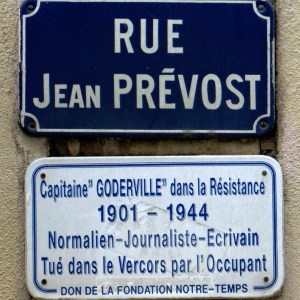 RUE
JEAN PRÉVOST
Capitaine" GODERVILLE" dans la Résistance
1901 - 1944
Normalien-Journaliste-Ecrivain
Tué dans le Vercors par l'Occupant
DON DE LA FONDATION NOTRE-TEMPS